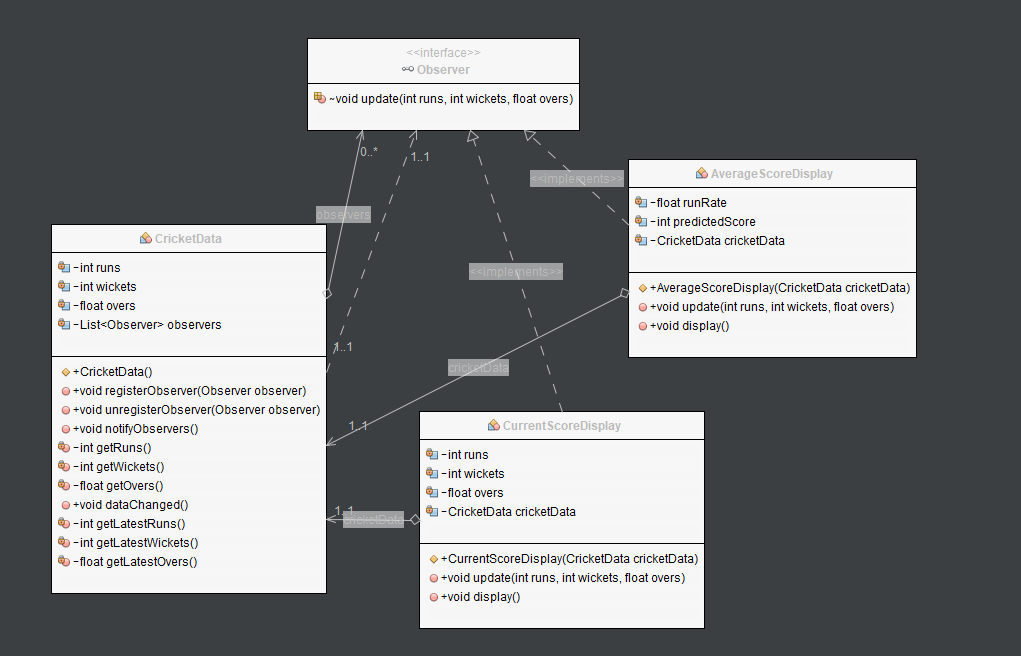 <<interface>>
Observer
~void update(int runs, int wickets, float overs)
0..*
1..1
<<implements>>
AverageScoreDisplay
-float runRate
-int predictedScore
-CricketData cricketData
+AverageScoreDisplay(CricketData cricketData)
+void update(int runs, int wickets, float overs)
+void display()
observers
CricketData
-int runs
-int wickets
-float overs
-List<Observer> observers
+CricketData()
+void registerObserver(Observer observer)
+void unregisterObserver(Observer observer)
+void notifyObservers()
-int getRuns()
-int getWickets()
-float getOvers()
+void dataChanged()
-int getLatestRuns()
-int getLatestWickets()
-float getLatestOvers()
<<implements>>
1..1
cricketData
1..1
CurrentScoreDisplay
-int runs
-int wickets
-float overs
-CricketData cricketData
+CurrentScoreDisplay(CricketData cricketData)
+void update(int runs, int wickets, float overs)
+void display()
1..1
cricketData